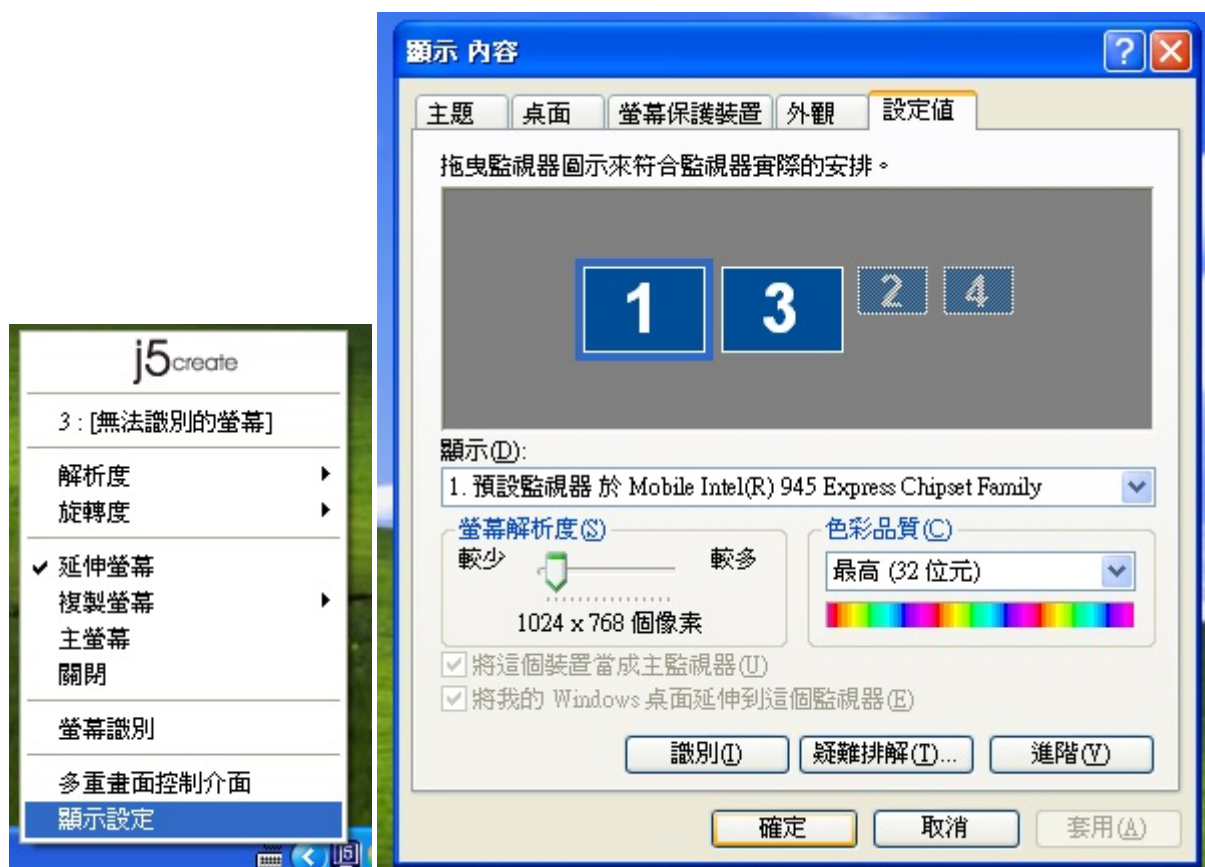 j5create
3 : [無法識別的螢幕]
解析度
旋轉度
延伸螢幕
複製螢幕
主螢幕
關閉
螢幕識別
多重畫面控制介面
顯示設定
j5
顯示 內容
主題 桌面 螢幕保護裝置 外觀 設定值
拖曳監視器圖示來符合監視器實際的安排。
1 3 2 4
顯示(D):
1. 預設監視器 於 Mobile Intel(R) 945 Express Chipset Family
螢幕解析度(S) 色彩品質(C)
較少 較多 最高 (32 位元)
1024 x 768 個像素
將這個裝置當成主監視器(U)
將我的 Windows 桌面延伸到這個監視器(E)
識別(I) 疑難排解(T)... 進階(V)
確定 取消 套用(A)